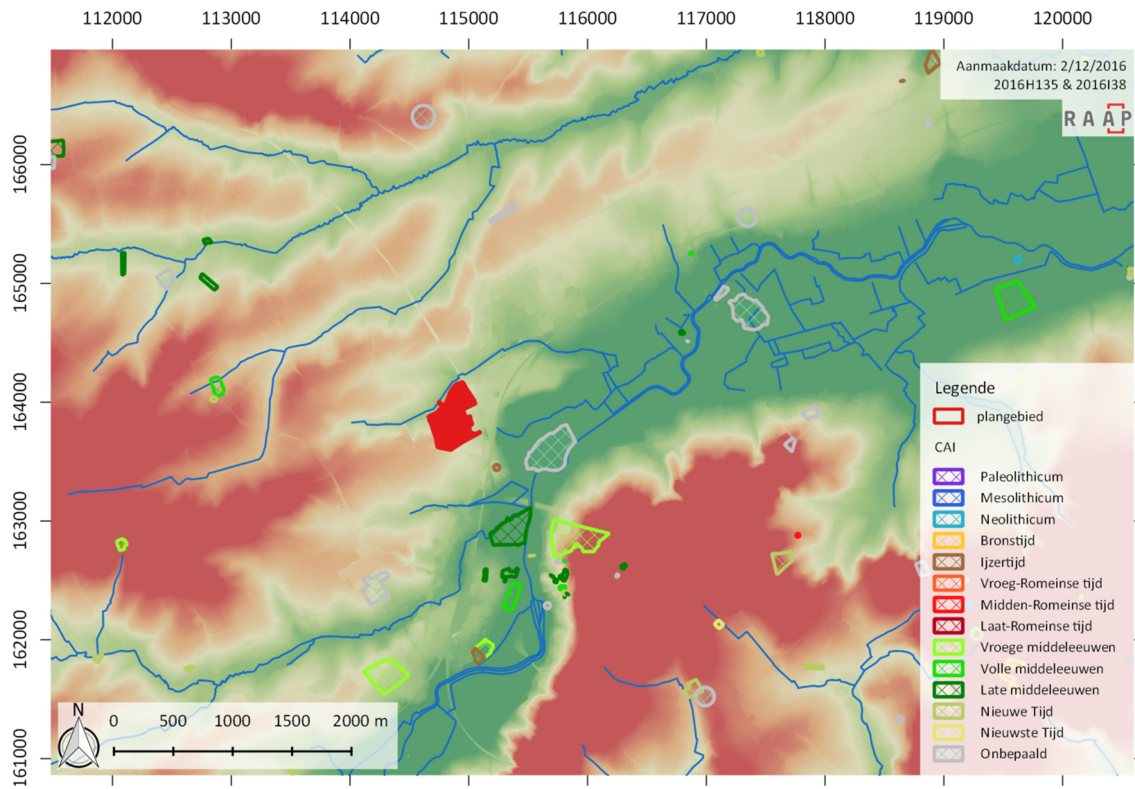 112000 113000 114000 115000 116000 117000 118000 119000 120000
Aanmaakdatum: 2/12/2016
2016H135 & 2016I38
RAAP
166000
165000
164000
163000
162000
161000
Legende
plangebied
CAI
Paleolithicum
Mesolithicum
Neolithicum
Bronstijd
Ijzertijd
Vroeg-Romeinse tijd
Midden-Romeinse tijd
Laat-Romeinse tijd
Vroege middeleeuwen
Volle middeleeuwen
Late middeleeuwen
Nieuwe Tijd
Nieuwste Tijd
Onbepaald
N
0 500 1000 1500 2000 m